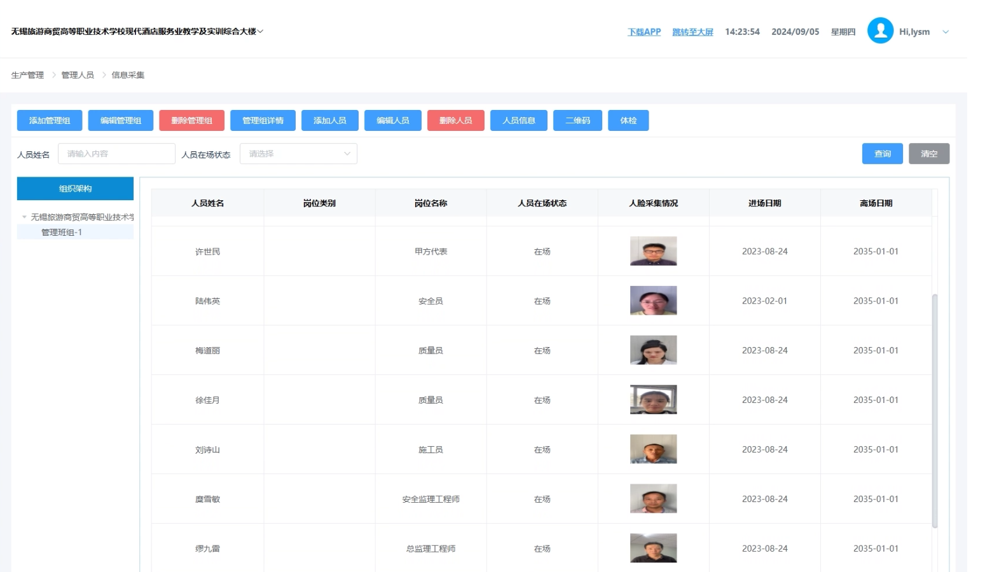 无锡旅游商贸高等职业技术学校现代酒店服务业教学及实训综合大楼
下载APP 跳转至大屏 14:23:54 2024/09/05 星期四 Hi,lysm
生产管理 > 管理人员 > 信息采集
添加管理组 编辑管理组 删除管理组 管理组详情 添加人员 编辑人员 删除人员 人员信息 二维码 体检
人员姓名 请输入内容 人员在场状态 请选择 查询 清空
组织架构
无锡旅游商贸高等职业技术学
管理班组-1
人员姓名 岗位类别 岗位名称 人员在场状态 人脸采集情况 进场日期 离场日期
许世民 甲方代表 在场 2023-08-24 2035-01-01
陆伟英 安全员 在场 2023-02-01 2035-01-01
梅道丽 质量员 在场 2023-08-24 2035-01-01
徐佳月 质量员 在场 2023-08-24 2035-01-01
刘诗山 施工员 在场 2023-08-24 2035-01-01
糜雪敏 安全监理工程师 在场 2023-08-24 2035-01-01
缪九雷 总监理工程师 在场 2023-08-24 2035-01-01